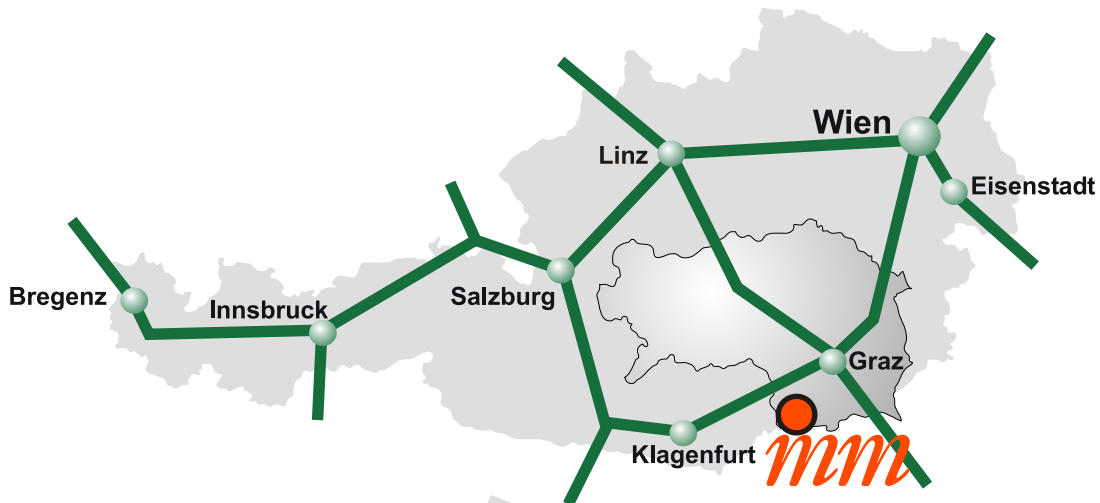 Wien
Linz
Eisenstadt
Bregenz
Innsbruck
Salzburg
Graz
Klagenfurt
mm